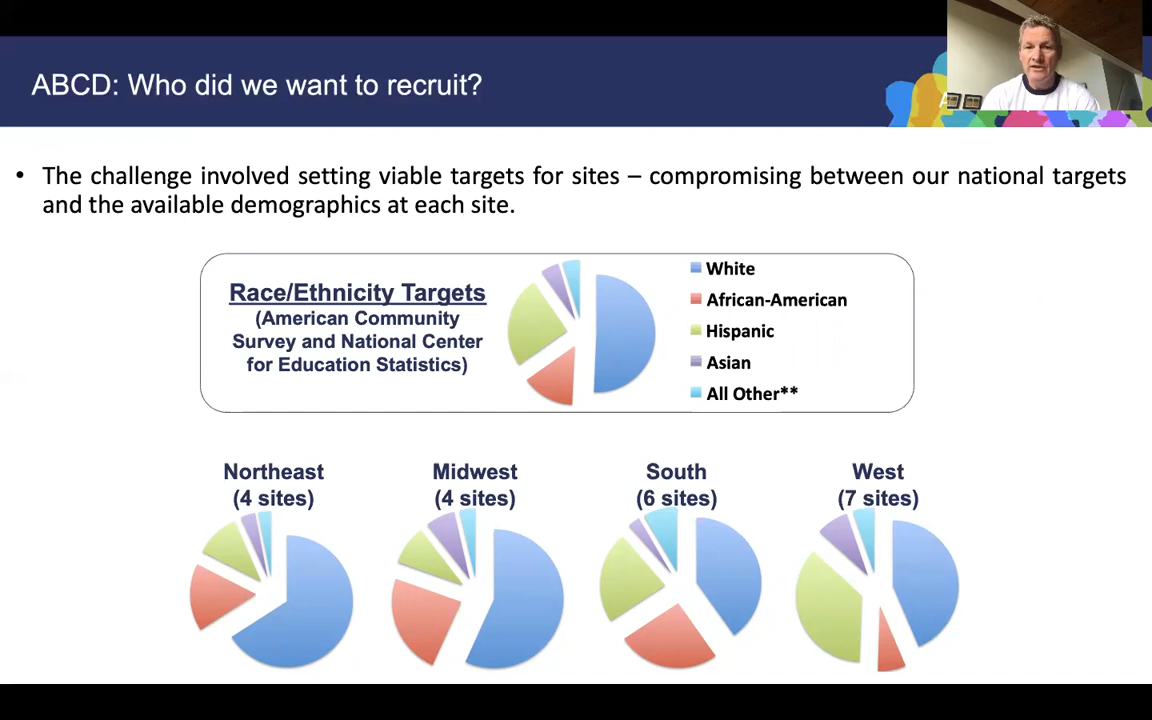 ABCD: Who did we want to recruit?
• The challenge involved setting viable targets for sites – compromising between our national targets
and the available demographics at each site.
Race/Ethnicity Targets
(American Community
Survey and National Center
for Education Statistics)
White
African-American
Hispanic
Asian
All Other**
Northeast
(4 sites)
Midwest
(4 sites)
South
(6 sites)
West
(7 sites)